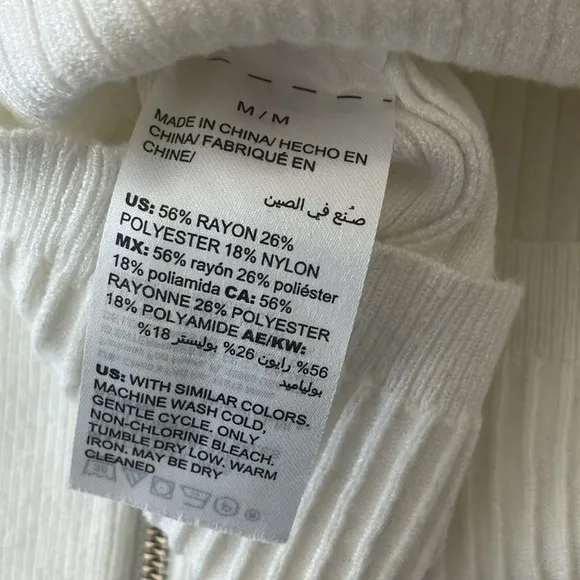 M / M
MADE IN CHINA/ HECHO EN
CHINA/ FABRIQUÉ EN
CHINE/
صُنع في الصين
US: 56% RAYON 26%
POLYESTER 18% NYLON
MX: 56% rayón 26% poliéster
18% poliamida CA: 56%
RAYONNE 26% POLYESTER
18% POLYAMIDE AE/KW:
56% رايون 26% بوليستر 18%
بولياميد
US: WITH SIMILAR COLORS.
MACHINE WASH COLD,
GENTLE CYCLE. ONLY
NON-CHLORINE BLEACH.
TUMBLE DRY LOW. WARM
IRON. MAY BE DRY
CLEANED